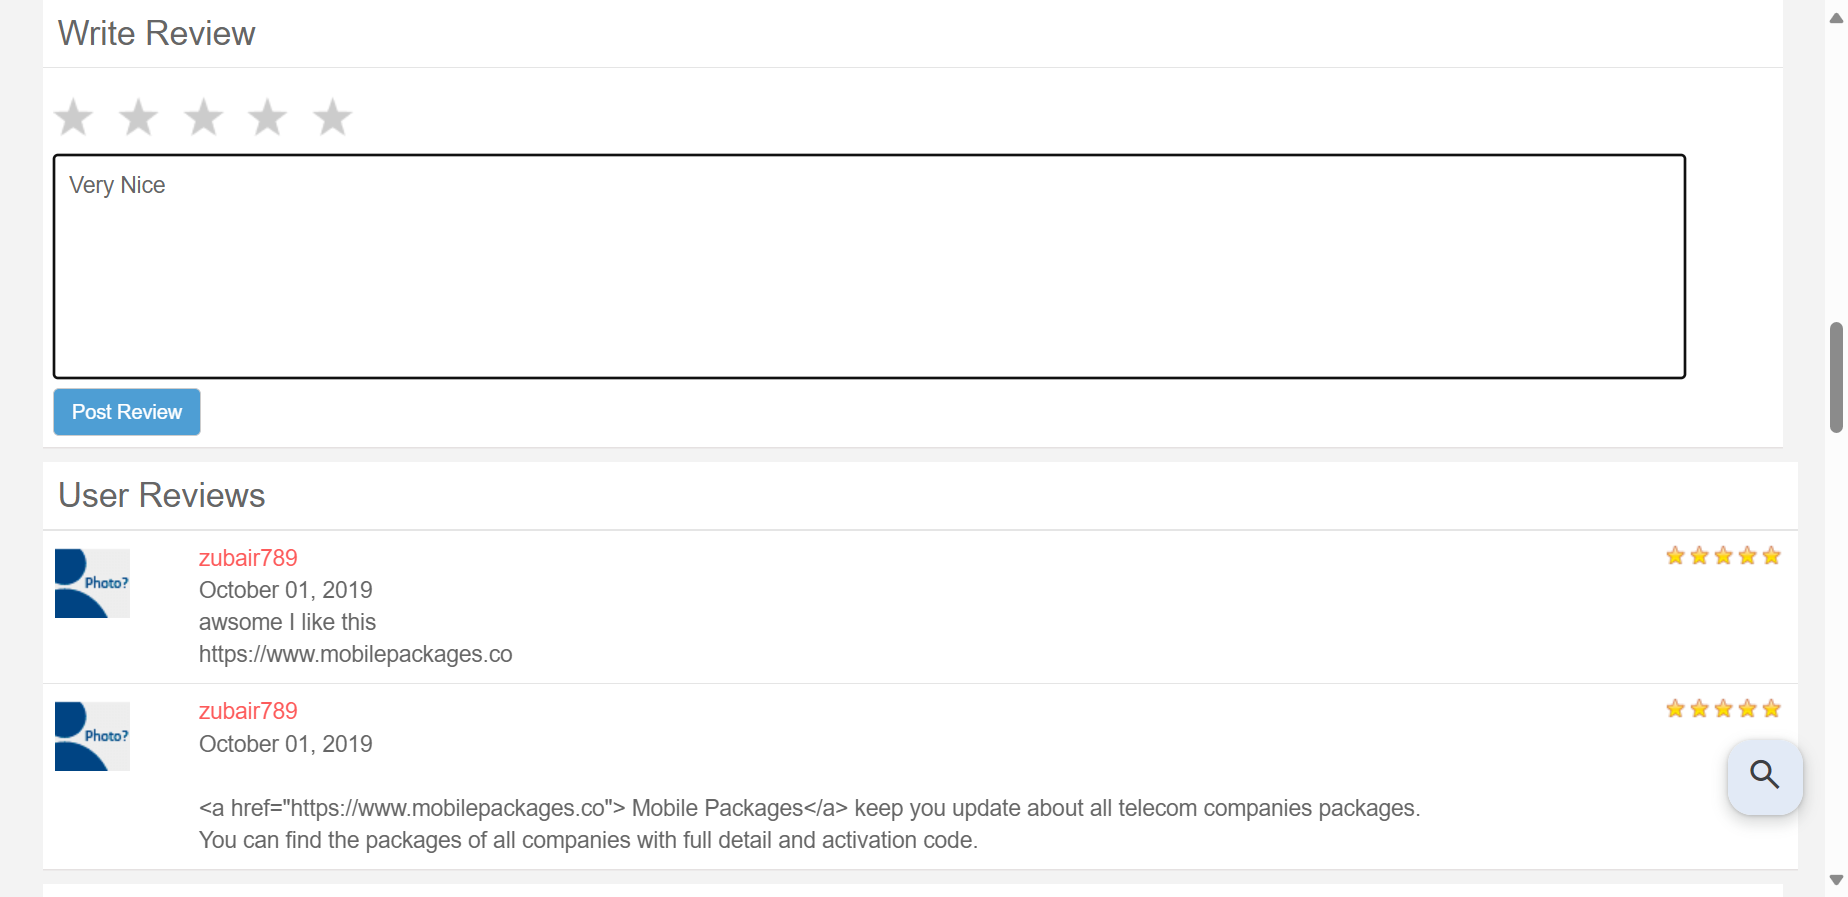 Write Review
Very Nice
Post Review
User Reviews
Photo?
zubair789
October 01, 2019
awsome I like this
https://www.mobilepackages.co
Photo?
zubair789
October 01, 2019
<a href="https://www.mobilepackages.co"> Mobile Packages</a> keep you update about all telecom companies packages.
You can find the packages of all companies with full detail and activation code.